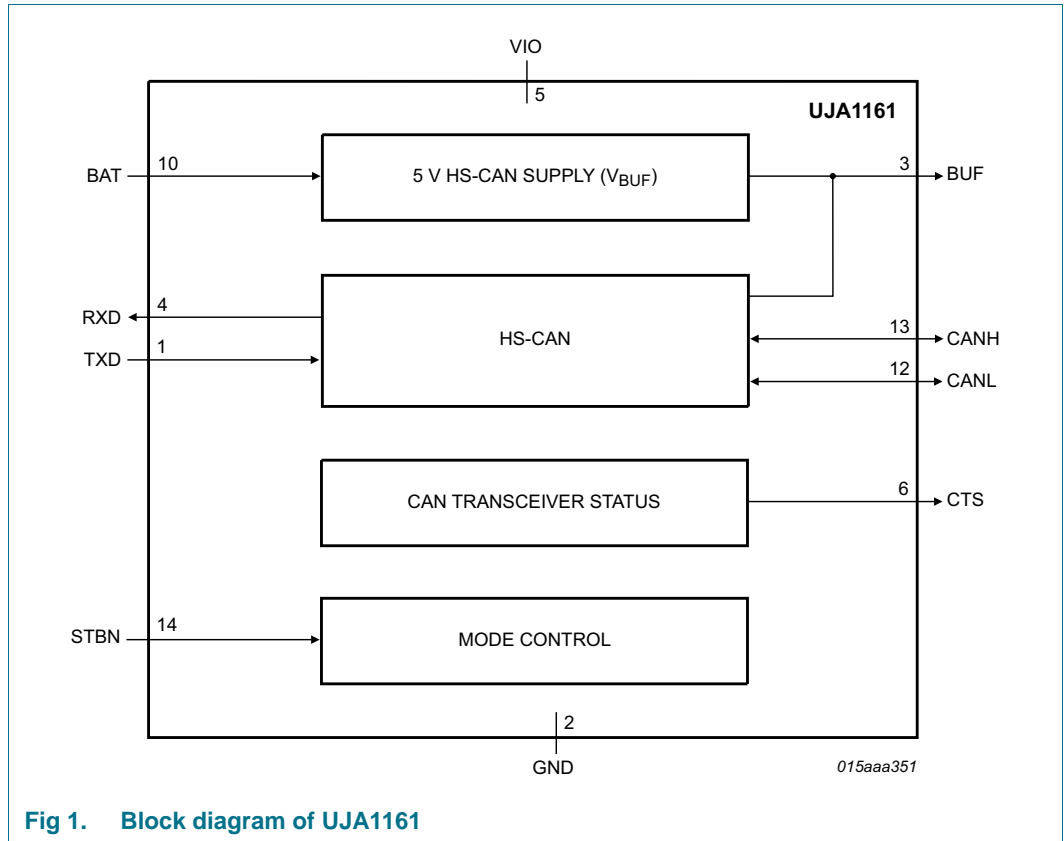 VIO
5
UJA1161
BAT
10
5 V HS-CAN SUPPLY (VBUF)
3
BUF
RXD
4
TXD
1
HS-CAN
13
CANH
12
CANL
CAN TRANSCEIVER STATUS
6
CTS
STBN
14
MODE CONTROL
2
GND
015aaa351
Fig 1. Block diagram of UJA1161